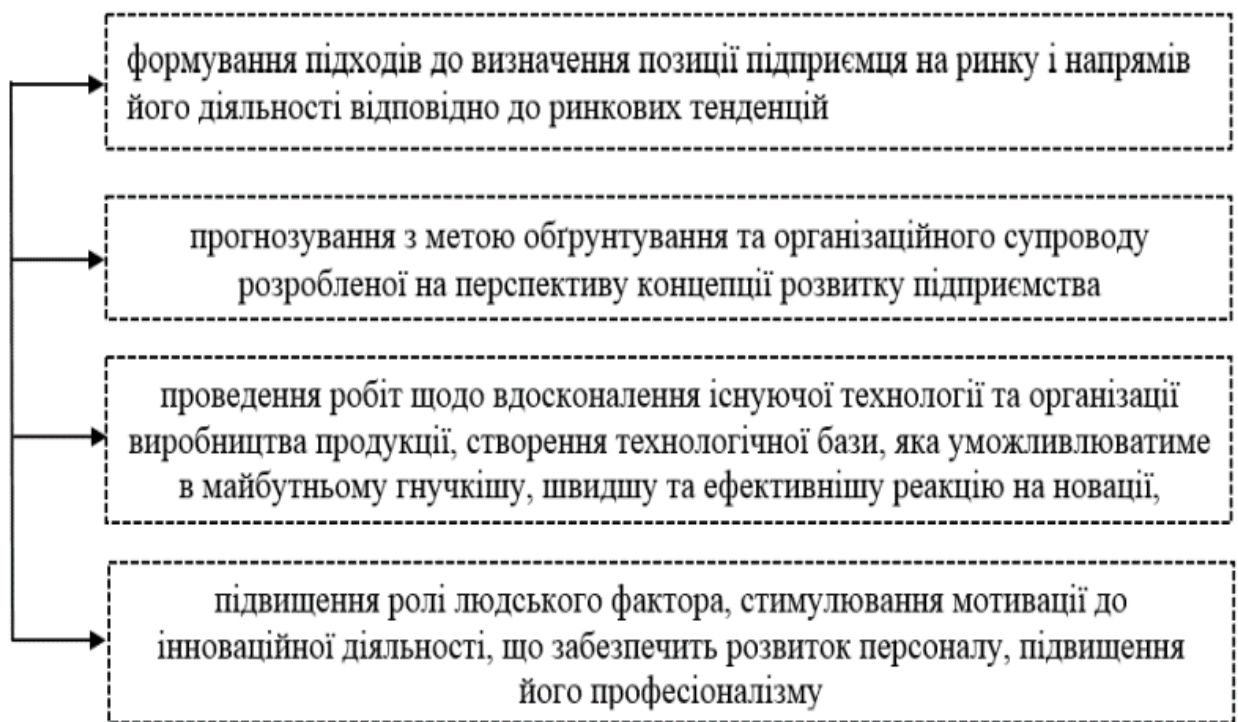 формування підходів до визначення позиції підприємця на ринку і напрямів
його діяльності відповідно до ринкових тенденцій
прогнозування з метою обґрунтування та організаційного супроводу
розробленої на перспективу концепції розвитку підприємства
проведення робіт щодо вдосконалення існуючої технології та організації
виробництва продукції, створення технологічної бази, яка уможливлюватиме
в майбутньому гнучкішу, швидшу та ефективнішу реакцію на новації,
підвищення ролі людського фактора, стимулювання мотивації до
інноваційної діяльності, що забезпечить розвиток персоналу, підвищення
його професіоналізму